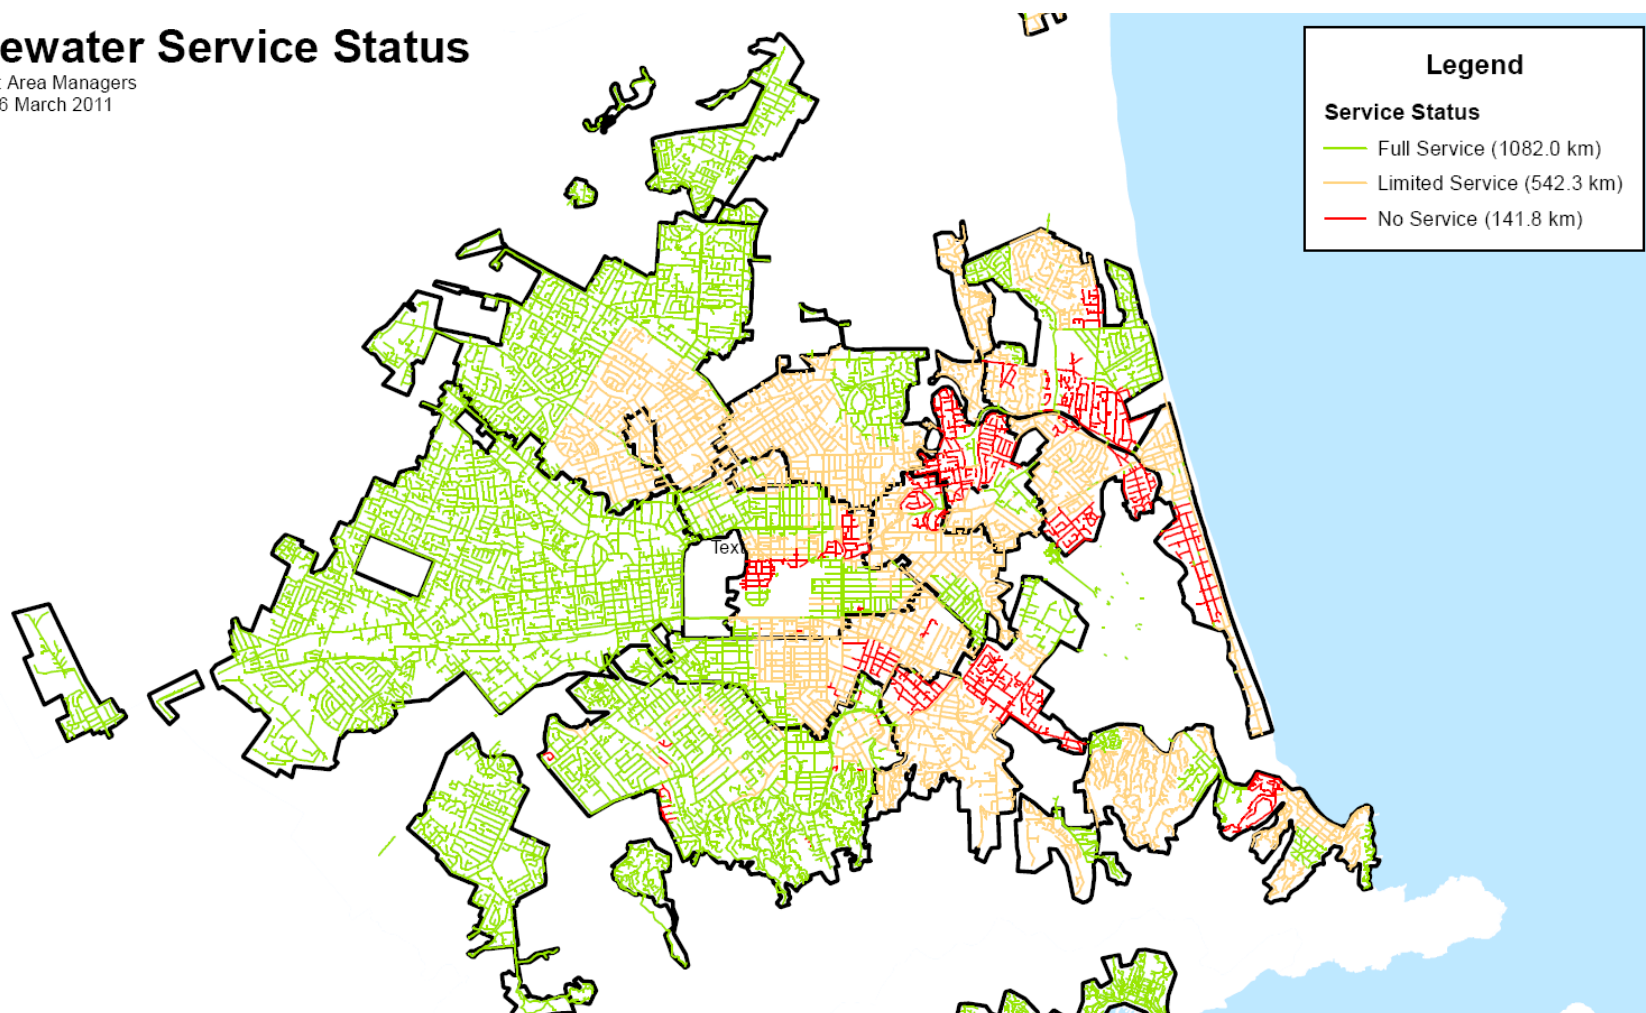 ewater Service Status
: Area Managers
6 March 2011
Legend
Service Status
Full Service (1082.0 km)
Limited Service (542.3 km)
No Service (141.8 km)
Text